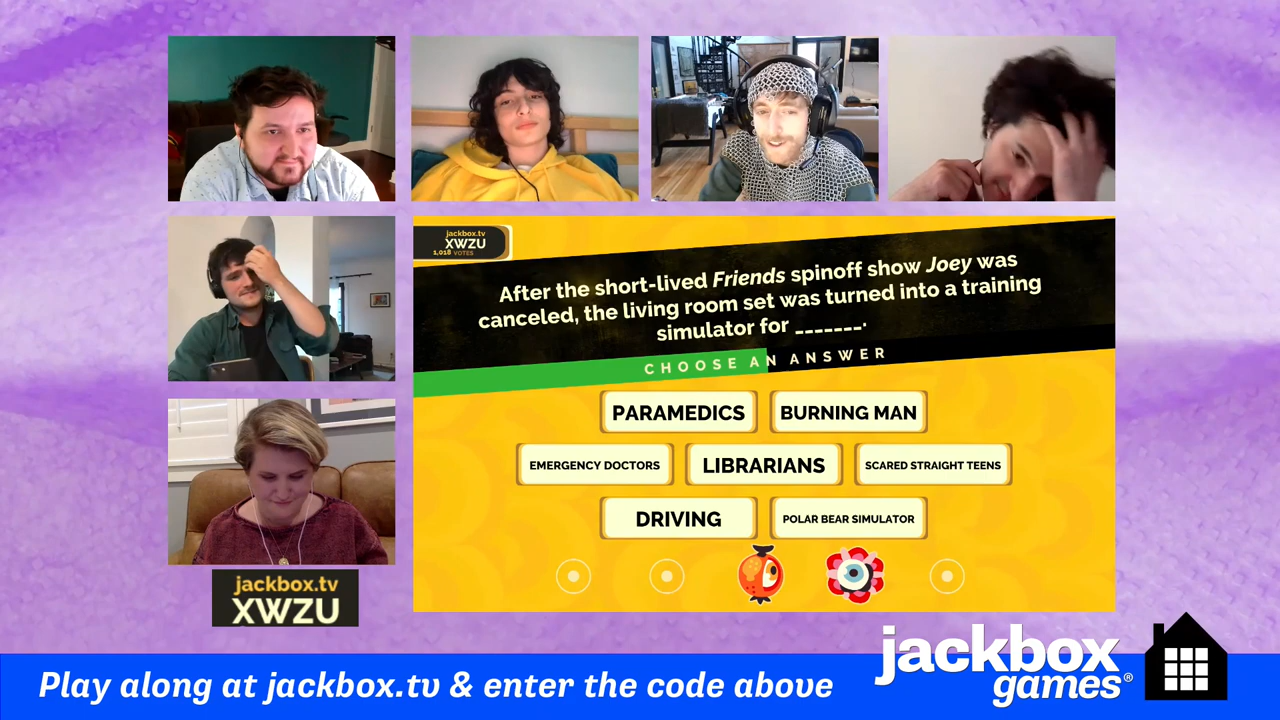 jackbox.tv
XWZU
1,018 VOTES
After the short-lived Friends spinoff show Joey was
canceled, the living room set was turned into a training
simulator for _______.
CHOOSE AN ANSWER
PARAMEDICS
BURNING MAN
EMERGENCY DOCTORS
LIBRARIANS
SCARED STRAIGHT TEENS
DRIVING
POLAR BEAR SIMULATOR
jackbox.tv
XWZU
Play along at jackbox.tv & enter the code above
jackbox
games®